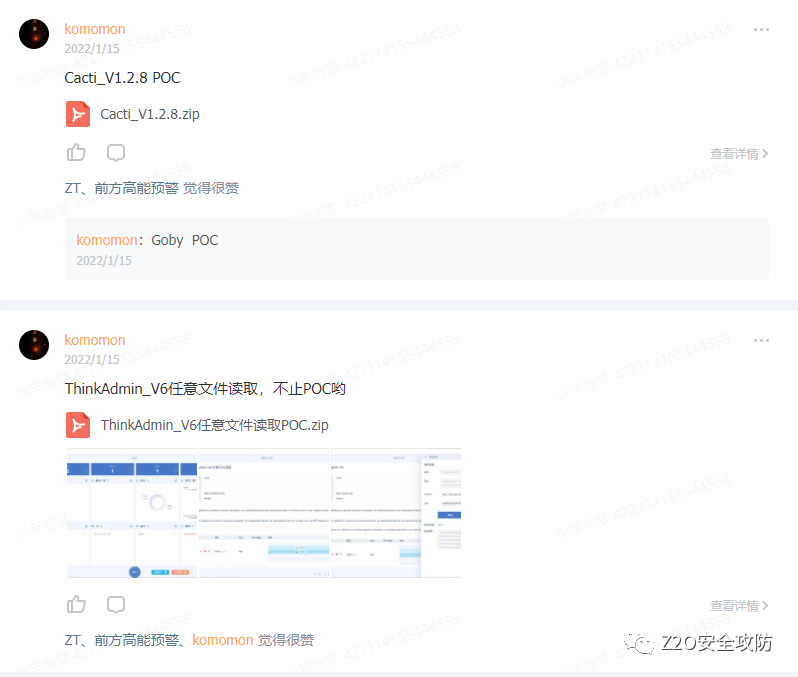 komomon
2022/1/15
Cacti_V1.2.8 POC
Cacti_V1.2.8.zip
查看详情
ZT、前方高能预警 觉得很赞
komomon：Goby POC
2022/1/15
komomon
2022/1/15
ThinkAdmin_V6任意文件读取，不止POC哟
ThinkAdmin_V6任意文件读取POC.zip
查看详情
ZT、前方高能预警、komomon 觉得很赞
Z2O安全攻防
少年与梦 422114155444558